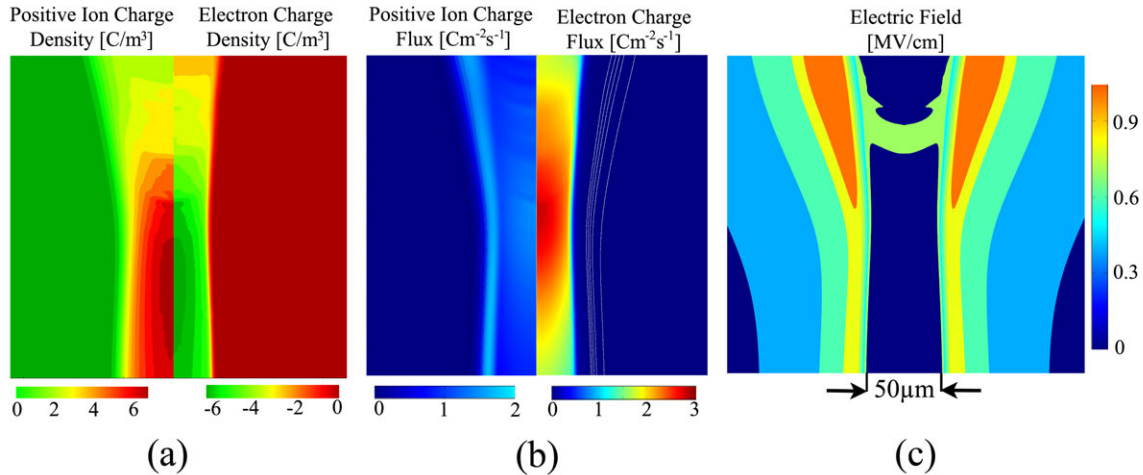 Positive Ion Charge
Density [C/m³]
Electron Charge
Density [C/m³]
Positive Ion Charge
Flux [Cm⁻²s⁻¹]
Electron Charge
Flux [Cm⁻²s⁻¹]
Electric Field
[MV/cm]
0.9
0.6
0.3
0
50µm
0 2 4 6
-6 -4 -2 0
0 1 2
0 1 2 3
(a)
(b)
(c)